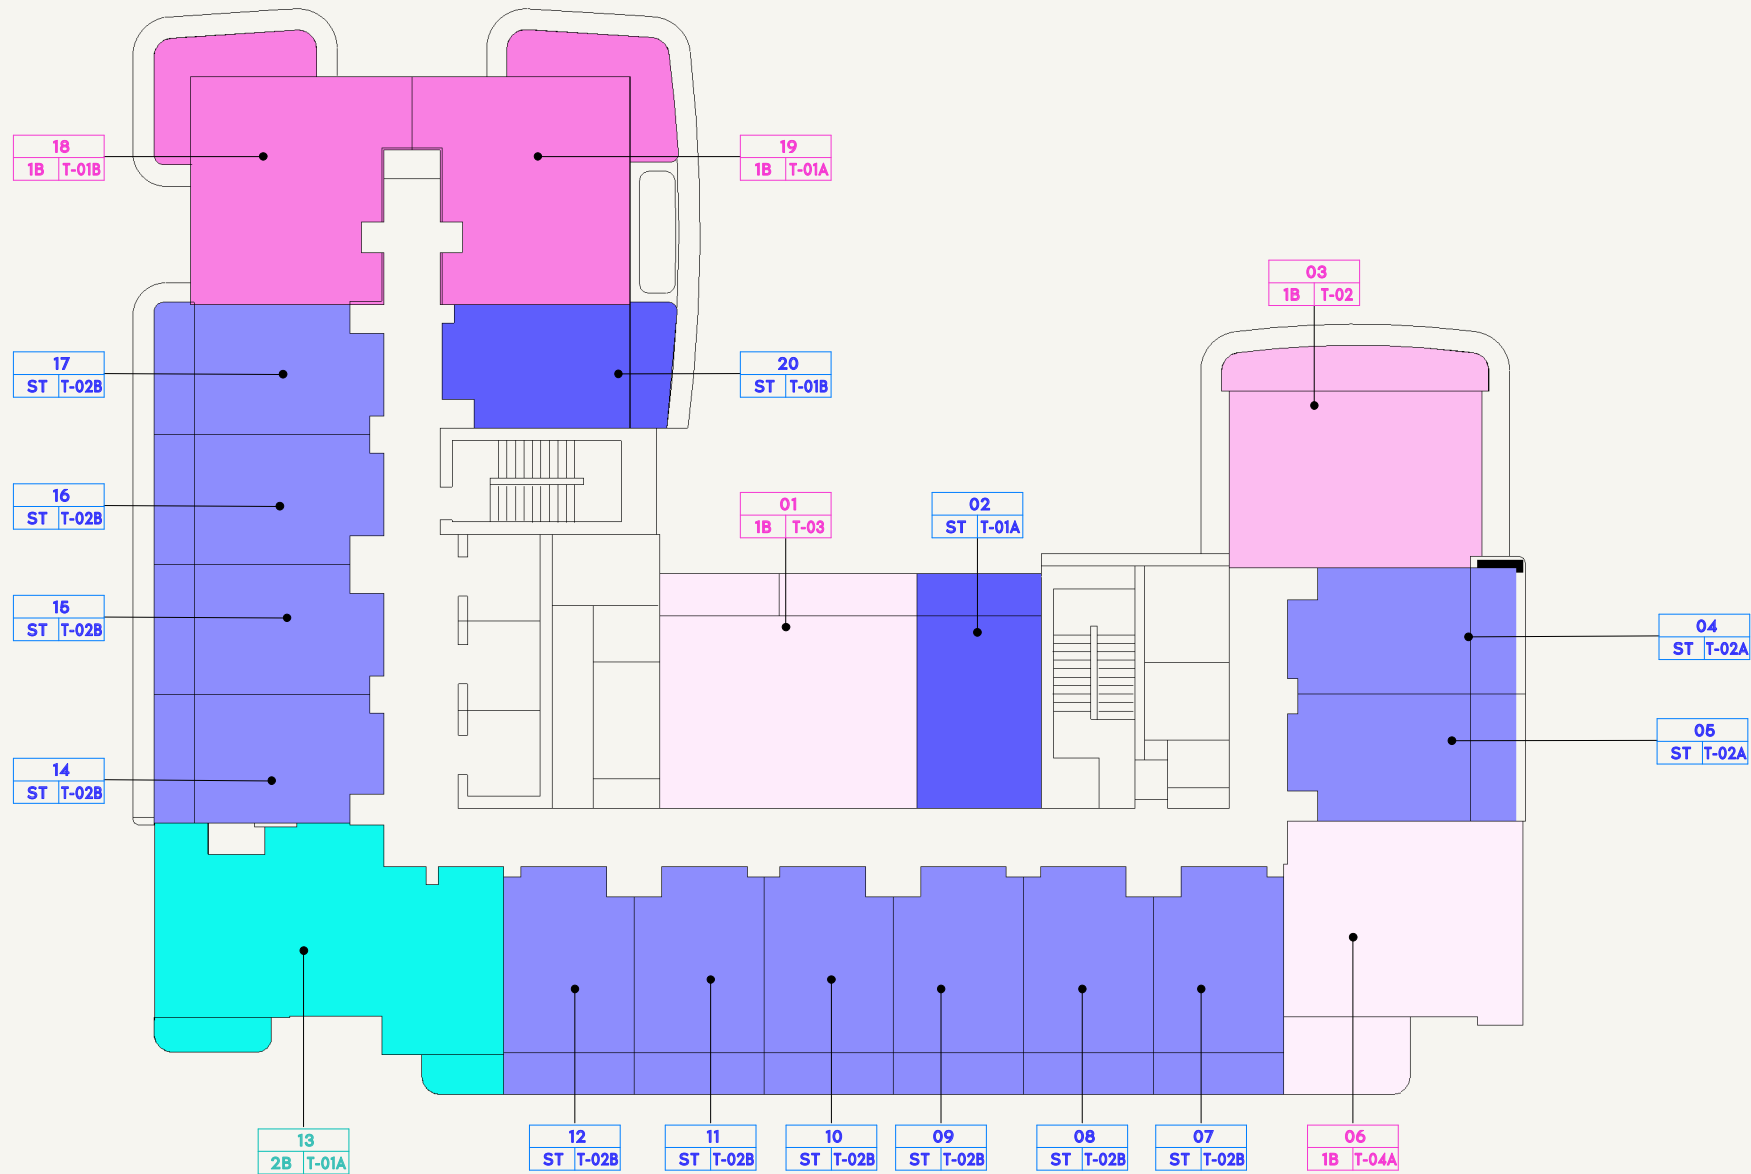 18
1B T-01B
19
1B T-01A
03
1B T-02
17
ST T-02B
20
ST T-01B
16
ST T-02B
01
1B T-03
02
ST T-01A
15
ST T-02B
04
ST T-02A
05
ST T-02A
14
ST T-02B
13
2B T-01A
12
ST T-02B
11
ST T-02B
10
ST T-02B
09
ST T-02B
08
ST T-02B
07
ST T-02B
06
1B T-04A